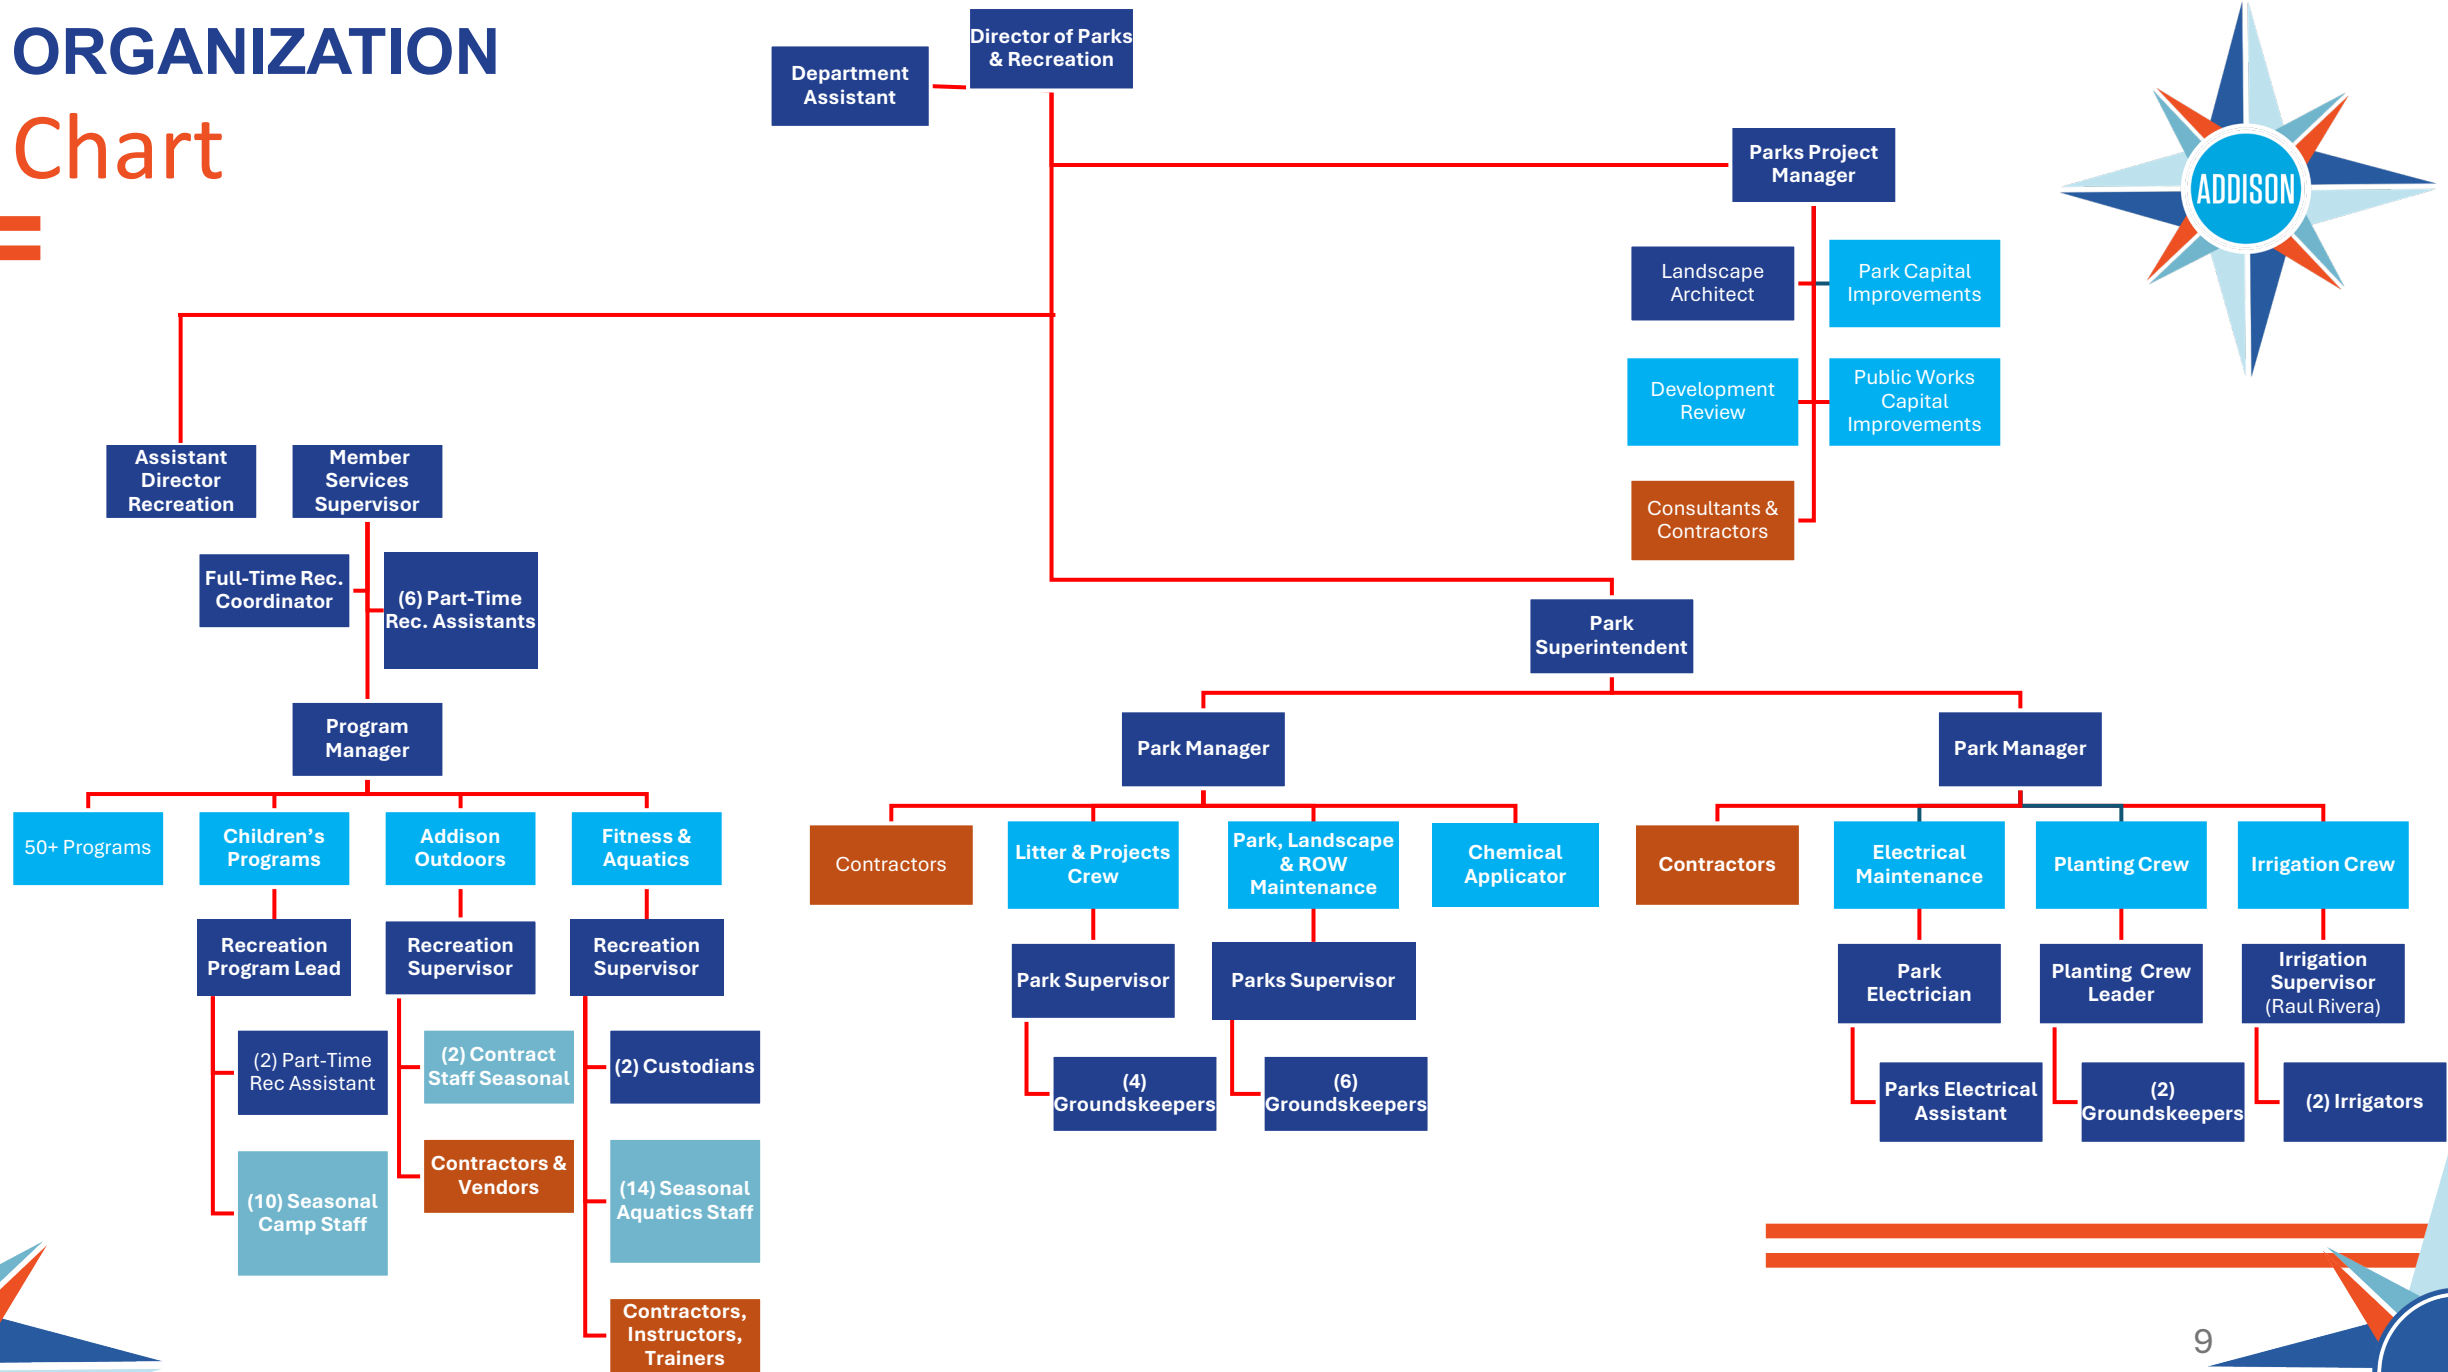 ORGANIZATION
Chart
Director of Parks
& Recreation
Department
Assistant
Parks Project
Manager
ADDISON
Landscape
Architect
Park Capital
Improvements
Development
Review
Public Works
Capital
Improvements
Consultants &
Contractors
Assistant
Director
Recreation
Member
Services
Supervisor
Full-Time Rec.
Coordinator
(6) Part-Time
Rec. Assistants
Program
Manager
50+ Programs
Children's
Programs
Addison
Outdoors
Fitness &
Aquatics
Recreation
Program Lead
Recreation
Supervisor
Recreation
Supervisor
(2) Part-Time
Rec Assistant
(10) Seasonal
Camp Staff
(2) Contract
Staff Seasonal
Contractors &
Vendors
(2) Custodians
(14) Seasonal
Aquatics Staff
Contractors,
Instructors,
Trainers
Park
Superintendent
Park Manager
Park Manager
Contractors
Litter & Projects
Crew
Park, Landscape
& ROW
Maintenance
Chemical
Applicator
Park Supervisor
Parks Supervisor
(4)
Groundskeepers
(6)
Groundskeepers
Contractors
Electrical
Maintenance
Planting Crew
Irrigation Crew
Park
Electrician
Planting Crew
Leader
Irrigation
Supervisor
(Raul Rivera)
Parks Electrical
Assistant
(2)
Groundskeepers
(2) Irrigators
9